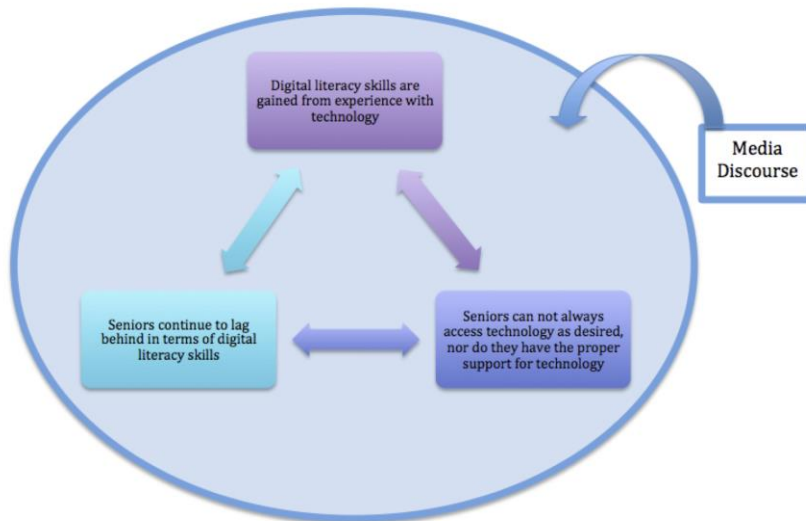 Digital literacy skills are
gained from experience with
technology
Media
Discourse
Seniors continue to lag
behind in terms of digital
literacy skills
Seniors can not always
access technology as desired,
nor do they have the proper
support for technology